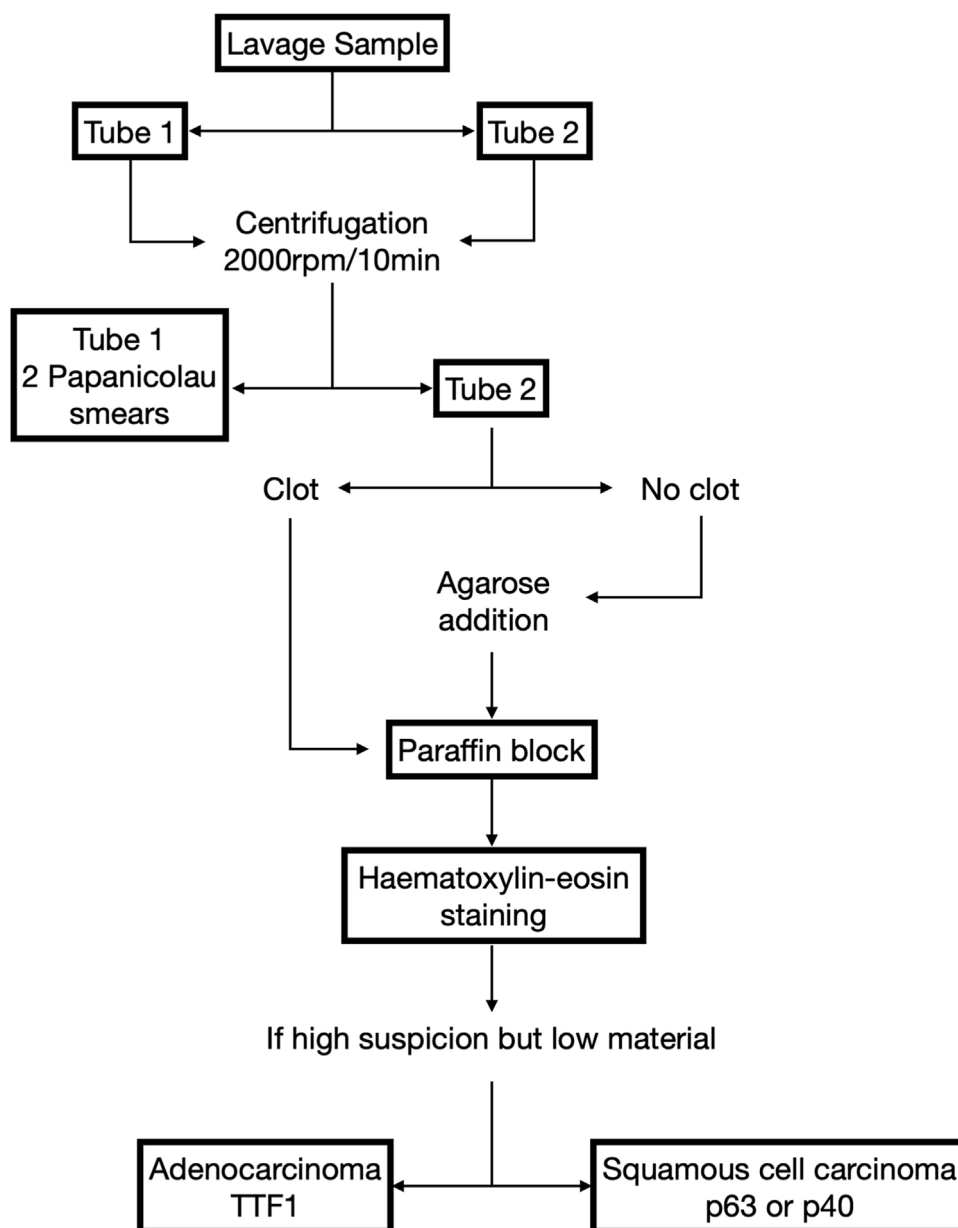 Lavage Sample
Tube 1
Tube 2
Centrifugation
2000rpm/10min
Tube 1
2 Papanicolau
smears
Tube 2
Clot
No clot
Agarose
addition
Paraffin block
Haematoxylin-eosin
staining
If high suspicion but low material
Adenocarcinoma
TTF1
Squamous cell carcinoma
p63 or p40